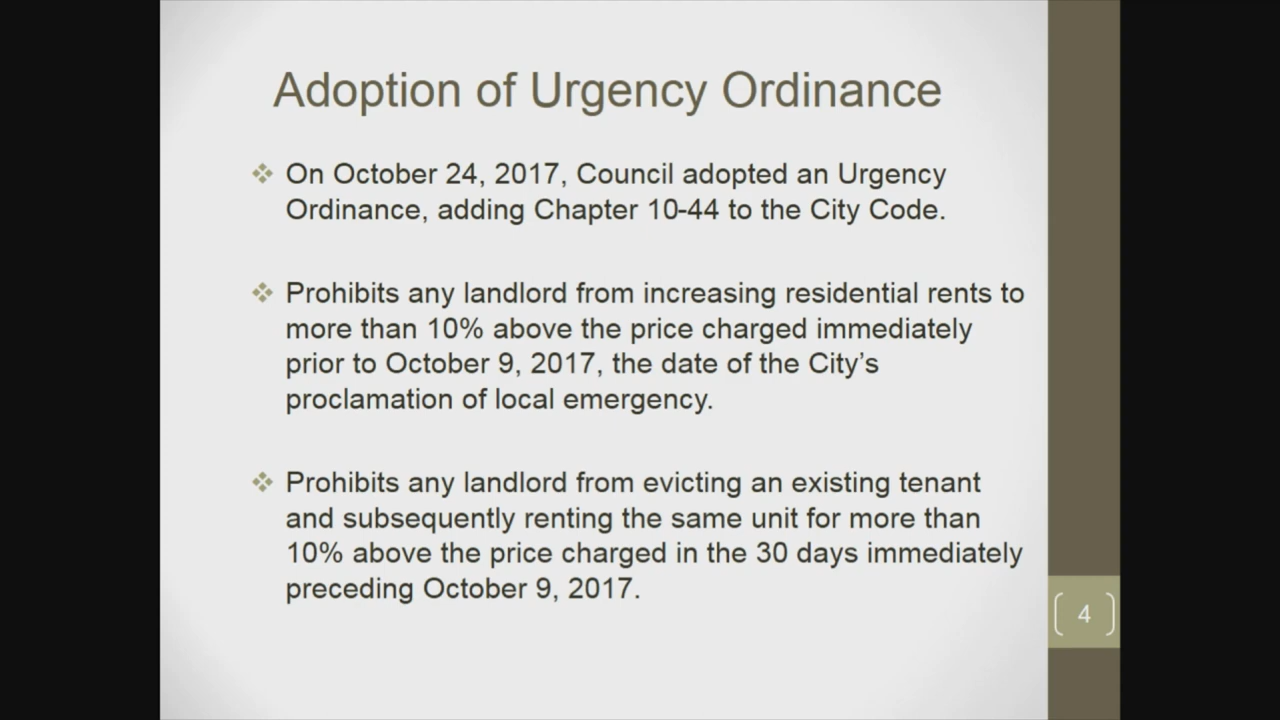 Adoption of Urgency Ordinance
On October 24, 2017, Council adopted an Urgency
Ordinance, adding Chapter 10-44 to the City Code.
Prohibits any landlord from increasing residential rents to
more than 10% above the price charged immediately
prior to October 9, 2017, the date of the City’s
proclamation of local emergency.
Prohibits any landlord from evicting an existing tenant
and subsequently renting the same unit for more than
10% above the price charged in the 30 days immediately
preceding October 9, 2017.
4